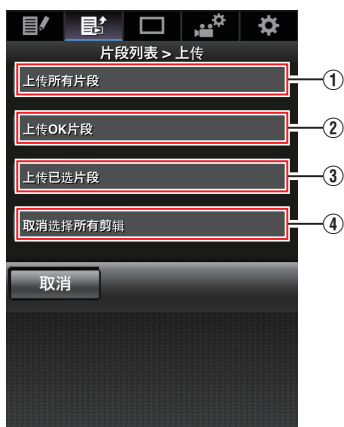 片段列表 > 上传
上传所有片段 ①
上传OK片段 ②
上传已选片段 ③
取消选择所有剪辑 ④
取消